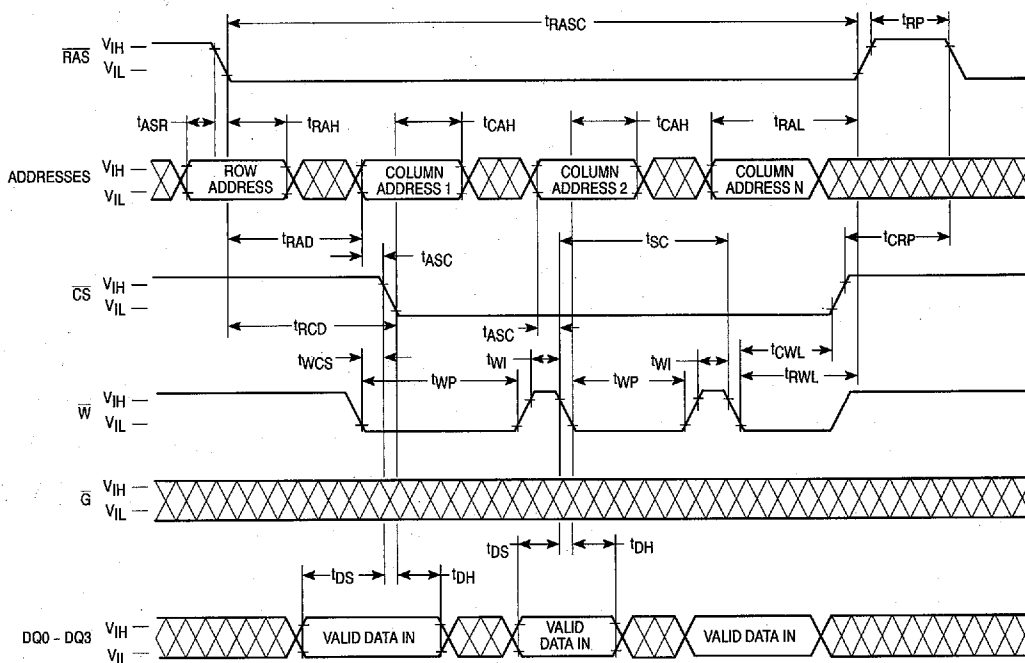 tRASC
tRP
RAS
VIH
VIL
tASR
tRAH
tCAH
tCAH
tRAL
ADDRESSES
VIH
VIL
ROW
ADDRESS
COLUMN
ADDRESS 1
COLUMN
ADDRESS 2
COLUMN
ADDRESS N
tRAD
tASC
tSC
tCRP
CS
VIH
VIL
tRCD
tASC
tWCS
tWP
tWI
tWP
tWI
tCWL
tRWL
W
VIH
VIL
G
VIH
VIL
tDS
tDH
tDS
tDH
DQ0 - DQ3
VIH
VIL
VALID DATA IN
VALID
DATA IN
VALID DATA IN